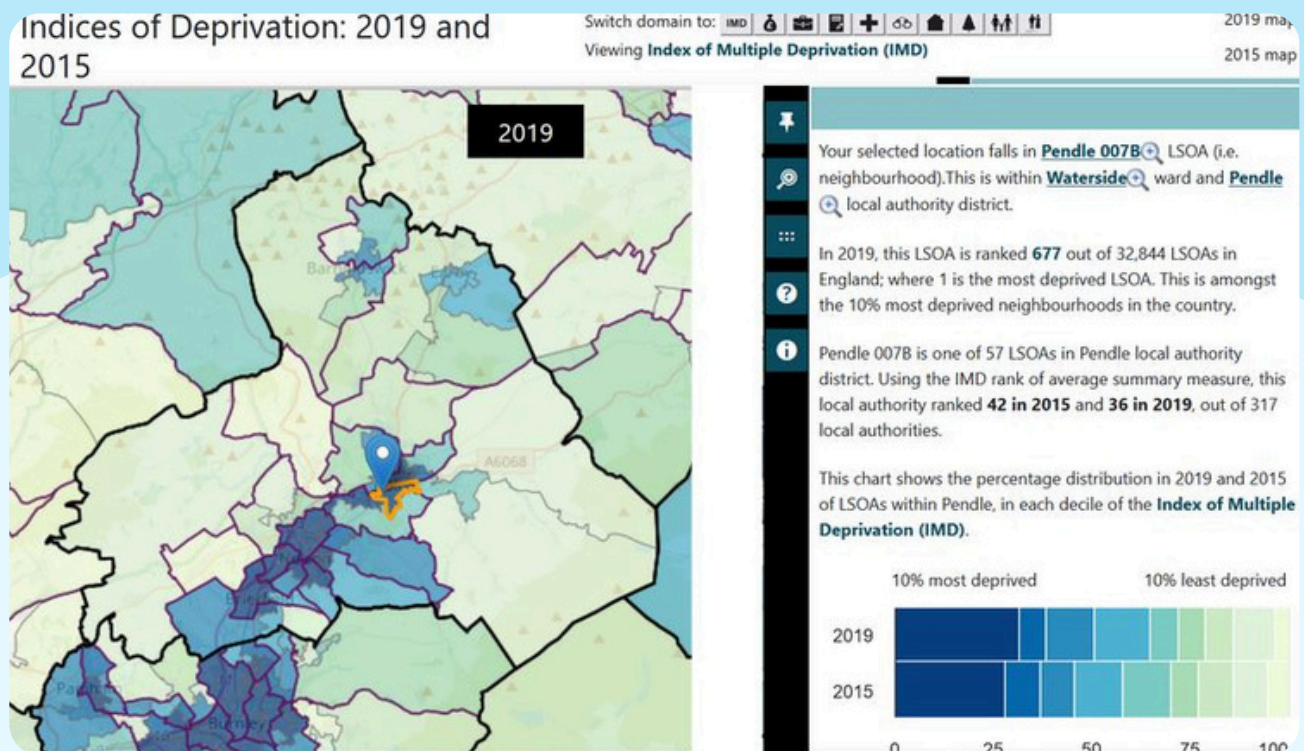 Indices of Deprivation: 2019 and
2015
Switch domain to: IMD
Viewing Index of Multiple Deprivation (IMD)
2019 map
2015 map
2019
A6068
Burnley
Your selected location falls in Pendle 007B LSOA (i.e.
neighbourhood).This is within Waterside ward and Pendle
local authority district.
In 2019, this LSOA is ranked 677 out of 32,844 LSOAs in
England; where 1 is the most deprived LSOA. This is amongst
the 10% most deprived neighbourhoods in the country.
Pendle 007B is one of 57 LSOAs in Pendle local authority
district. Using the IMD rank of average summary measure, this
local authority ranked 42 in 2015 and 36 in 2019, out of 317
local authorities.
This chart shows the percentage distribution in 2019 and 2015
of LSOAs within Pendle, in each decile of the Index of Multiple
Deprivation (IMD).
10% most deprived 10% least deprived
2019
2015
0 25 50 75 100